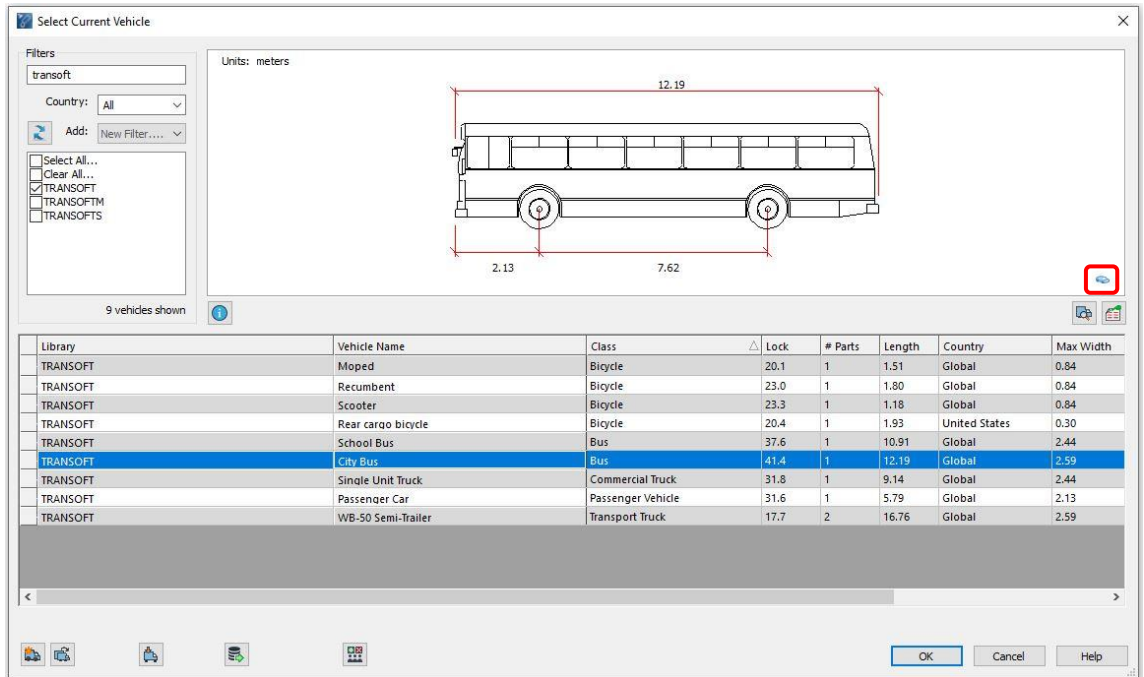 Select Current Vehicle
Filters
transoft
Country: All
Add: New Filter....
Select All...
Clear All...
TRANSOFT
TRANSOFTM
TRANSOFTS
9 vehicles shown
Units: meters
12.19
2.13 7.62
Library Vehicle Name Class Lock # Parts Length Country Max Width
TRANSOFT Moped Bicycle 20.1 1 1.51 Global 0.84
TRANSOFT Recumbent Bicycle 23.0 1 1.80 Global 0.84
TRANSOFT Scooter Bicycle 23.3 1 1.18 Global 0.84
TRANSOFT Rear cargo bicycle Bicycle 20.4 1 1.93 United States 0.30
TRANSOFT School Bus Bus 37.6 1 10.91 Global 2.44
TRANSOFT City Bus Bus 41.4 1 12.19 Global 2.59
TRANSOFT Single Unit Truck Commercial Truck 31.8 1 9.14 Global 2.44
TRANSOFT Passenger Car Passenger Vehicle 31.6 1 5.79 Global 2.13
TRANSOFT WB-50 Semi-Trailer Transport Truck 17.7 2 16.76 Global 2.59
OK Cancel Help